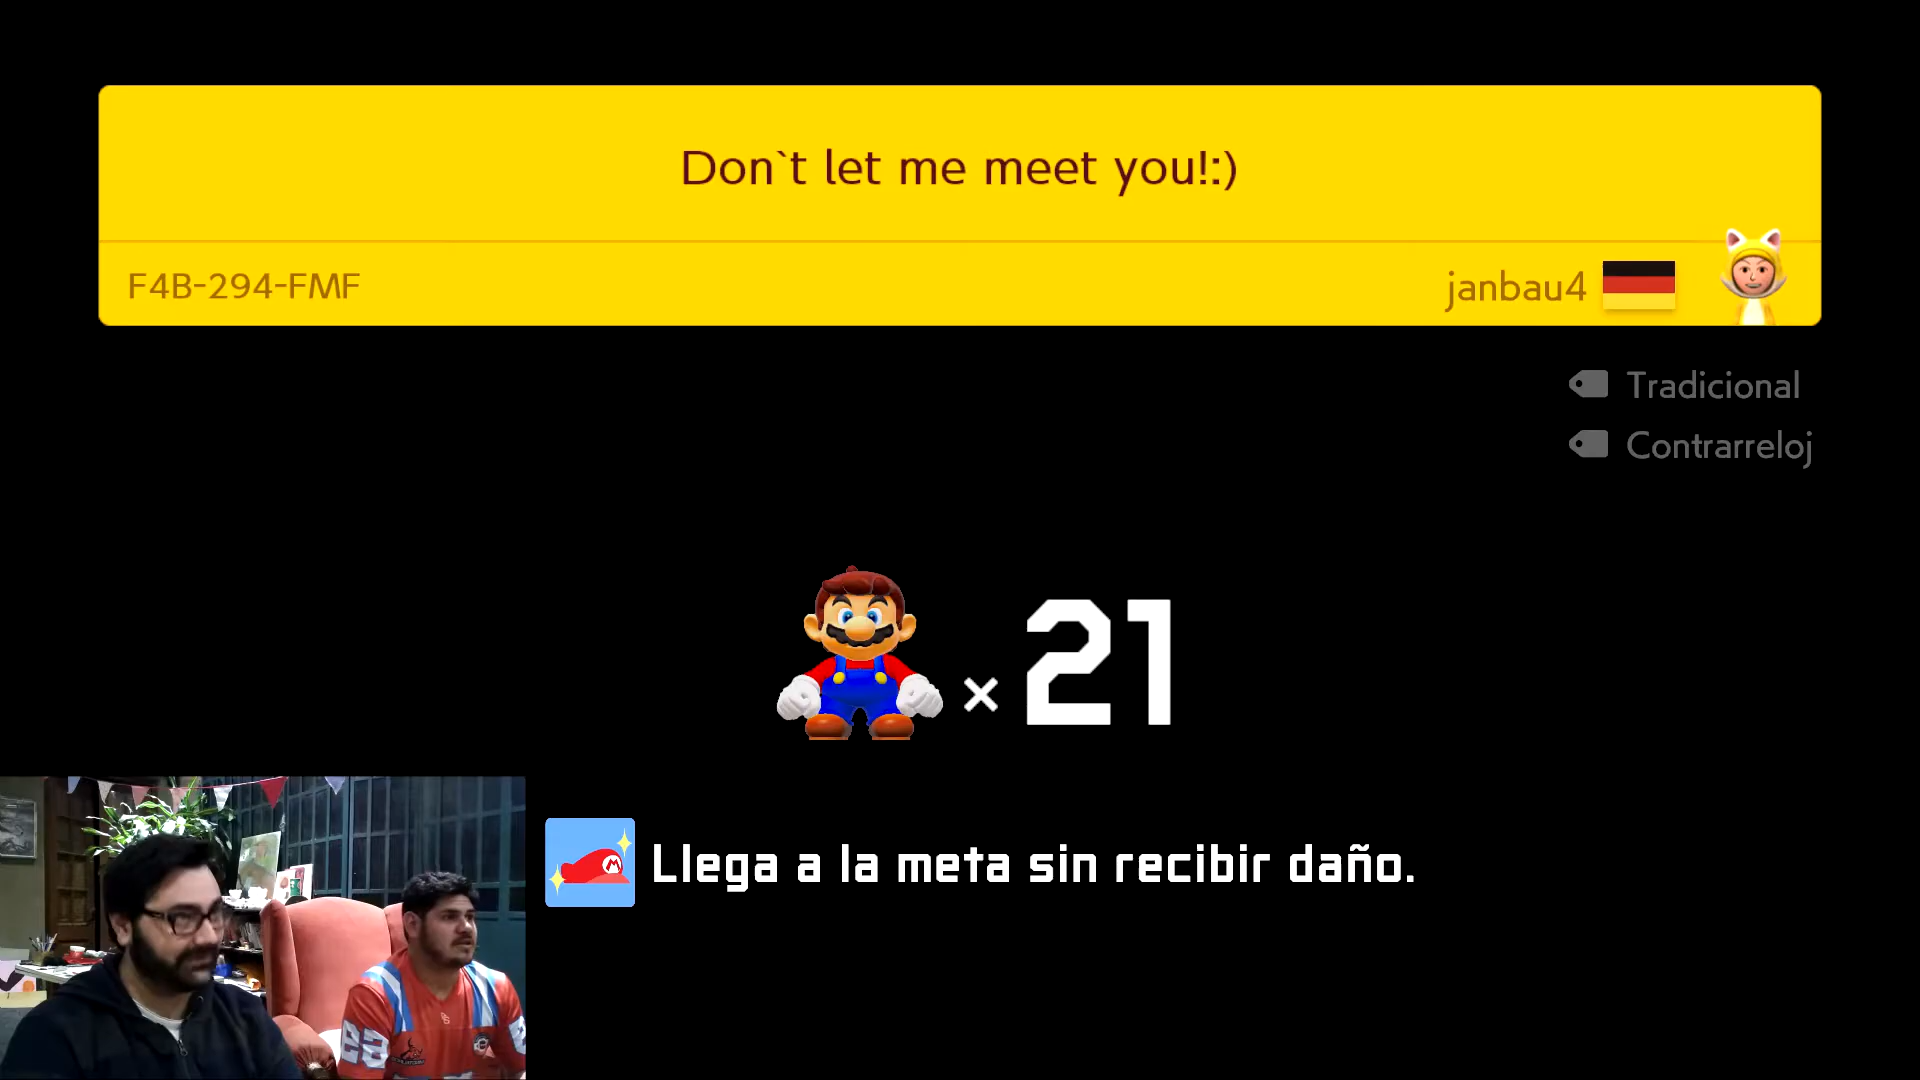 Don`t let me meet you!:)
F4B-294-FMF
janbau4
Tradicional
Contrarreloj
× 21
Llega a la meta sin recibir daño.